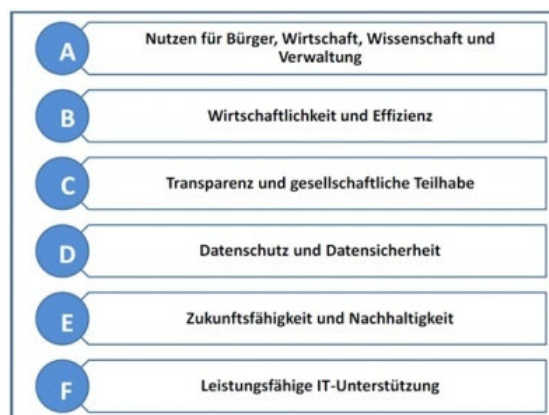 A
Nutzen für Bürger, Wirtschaft, Wissenschaft und
Verwaltung
B
Wirtschaftlichkeit und Effizienz
C
Transparenz und gesellschaftliche Teilhabe
D
Datenschutz und Datensicherheit
E
Zukunftsfähigkeit und Nachhaltigkeit
F
Leistungsfähige IT-Unterstützung